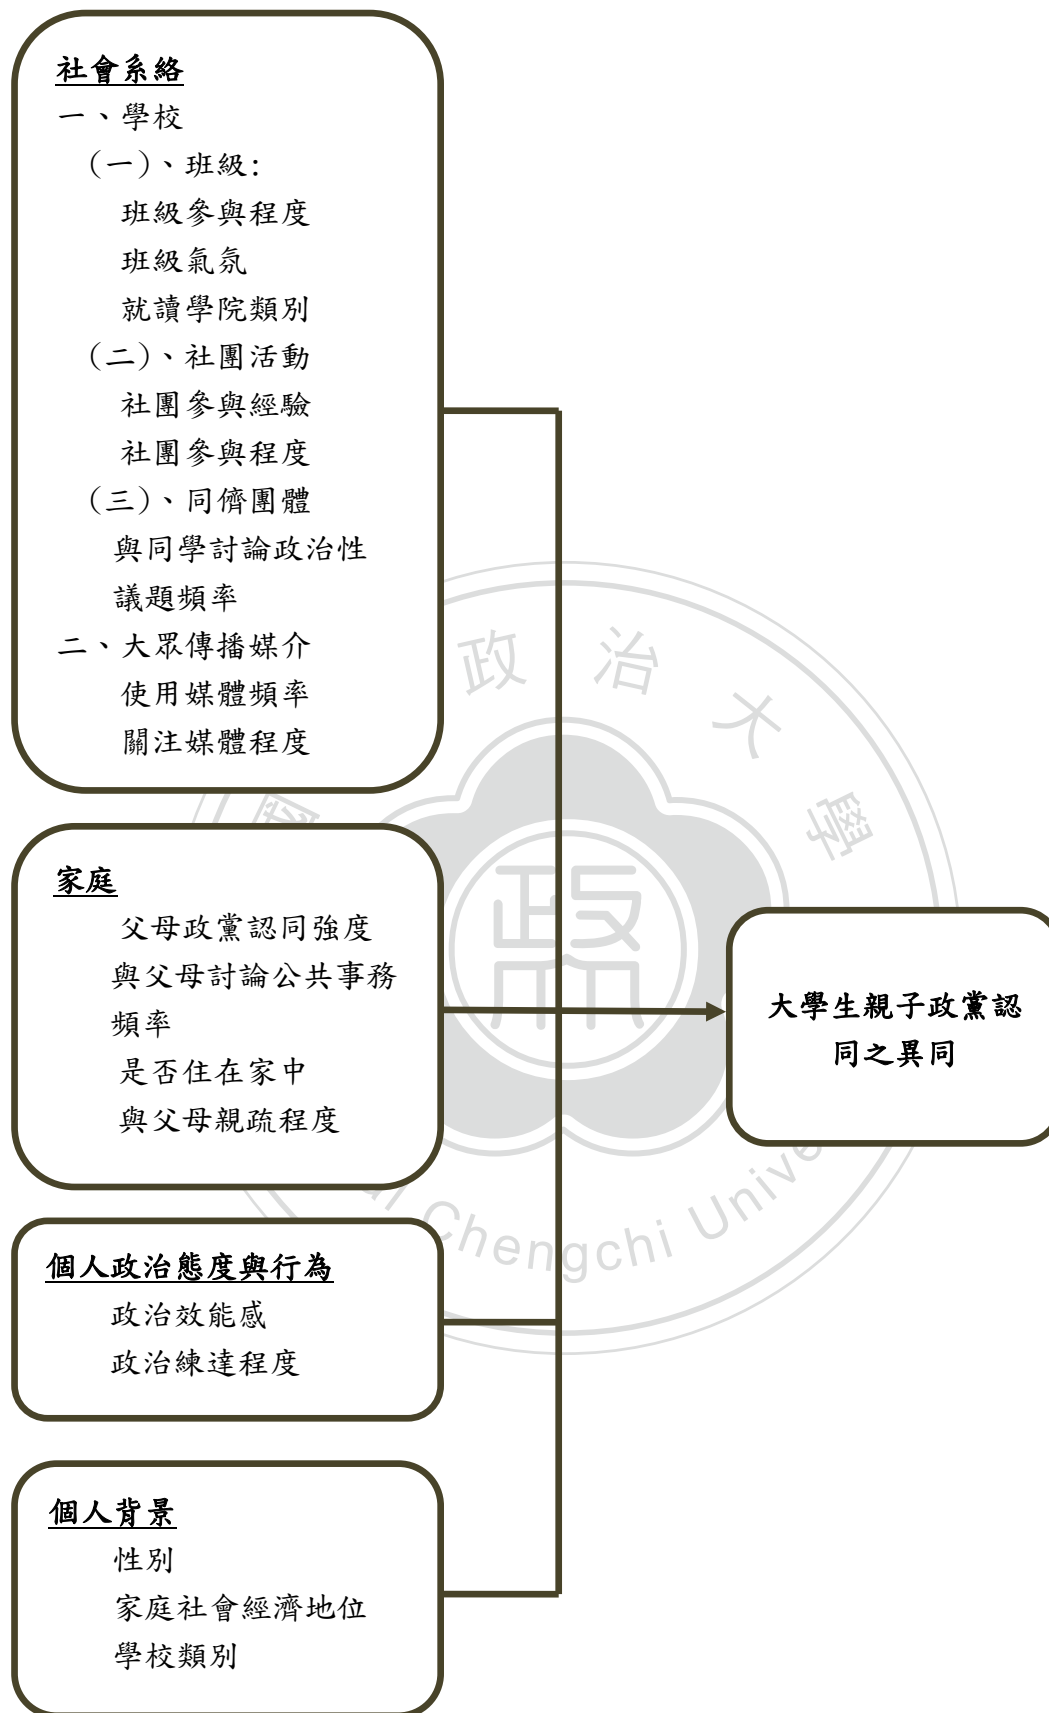 社會系絡
一、學校
(一)、班級:
班級參與程度
班級氣氛
就讀學院類別
(二)、社團活動
社團參與經驗
社團參與程度
(三)、同儕團體
與同學討論政治性
議題頻率
二、大眾傳播媒介
使用媒體頻率
關注媒體程度
家庭
父母政黨認同強度
與父母討論公共事務
頻率
是否住在家中
與父母親疏程度
個人政治態度與行為
政治效能感
政治練達程度
個人背景
性別
家庭社會經濟地位
學校類別
大學生親子政黨認
同之異同
政治大學
Chengchi